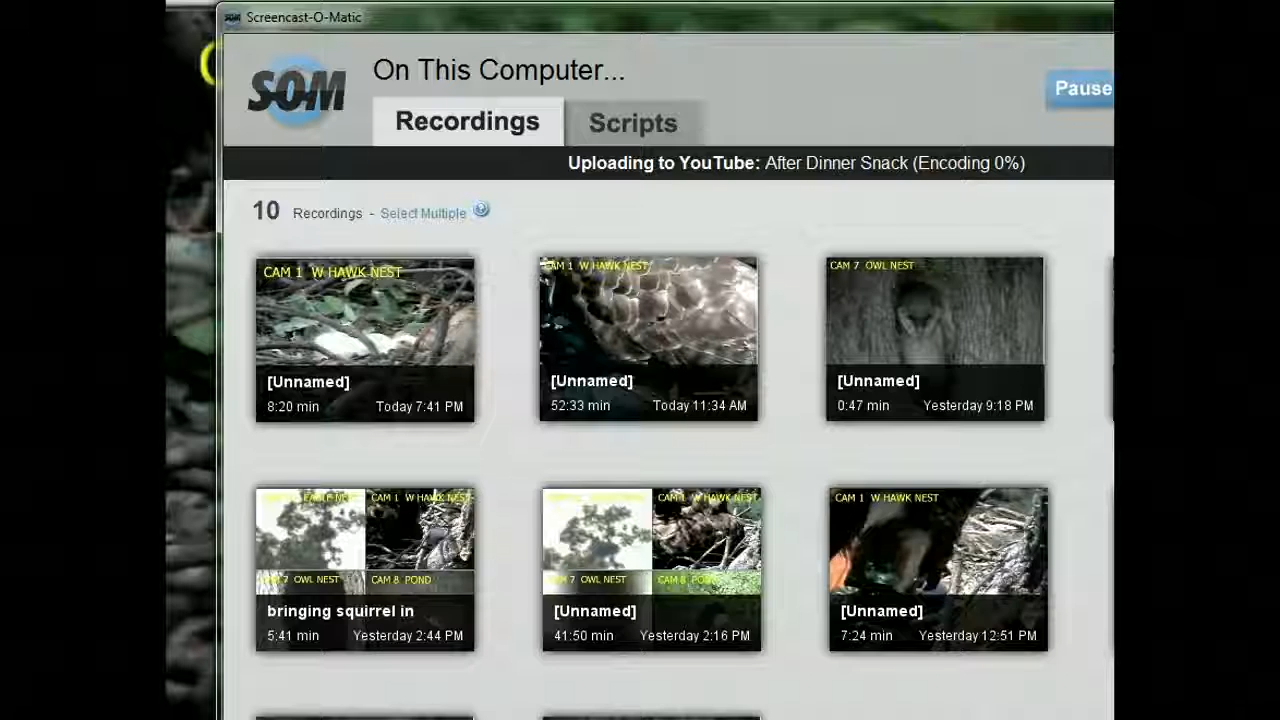 Screencast-O-Matic
SOM
On This Computer...
Pause
Recordings
Scripts
Uploading to YouTube: After Dinner Snack (Encoding 0%)
10 Recordings - Select Multiple ?
CAM 1 W HAWK NEST
[Unnamed]
8:20 min Today 7:41 PM
CAM 1 W HAWK NEST
[Unnamed]
52:33 min Today 11:34 AM
CAM 7 OWL NEST
[Unnamed]
0:47 min Yesterday 9:18 PM
EAGLE NEST
CAM 1 W HAWK NEST
CAM 7 OWL NEST
CAM 8 POND
bringing squirrel in
5:41 min Yesterday 2:44 PM
CAM 1 W HAWK NEST
CAM 7 OWL NEST
CAM 8 POND
[Unnamed]
41:50 min Yesterday 2:16 PM
CAM 1 W HAWK NEST
[Unnamed]
7:24 min Yesterday 12:51 PM